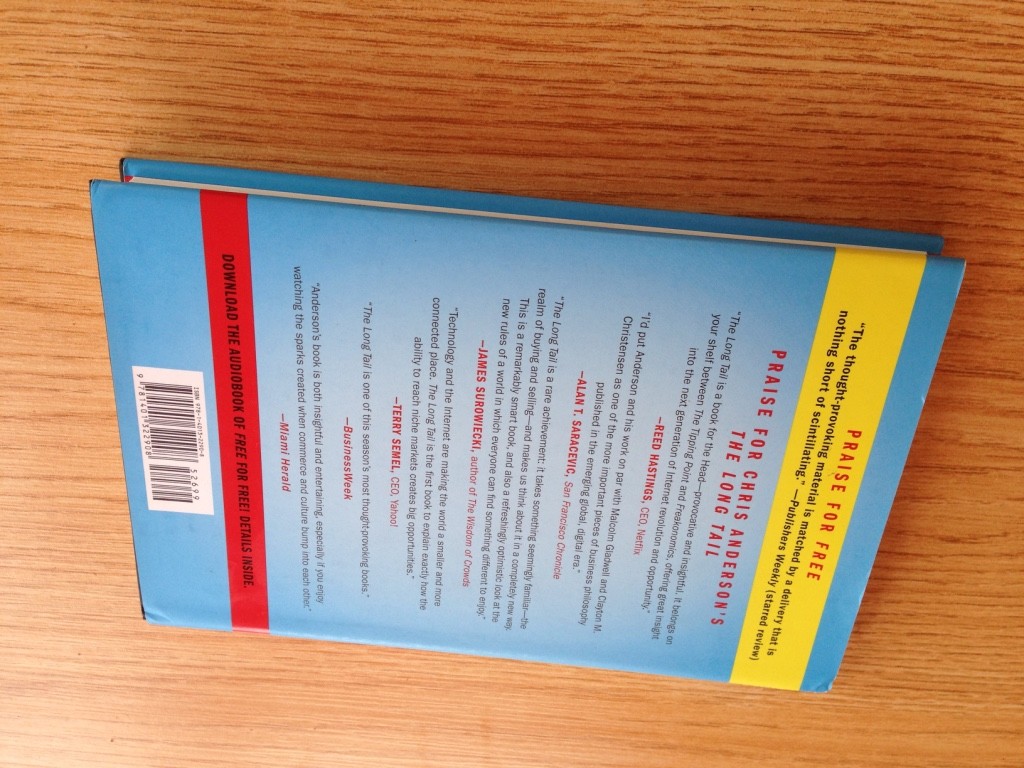 PRAISE FOR FREE
"The thought-provoking material is matched by a delivery that is
nothing short of scintillating." —Publishers Weekly (starred review)
PRAISE FOR CHRIS ANDERSON'S
THE LONG TAIL
"The Long Tail is a book for the Head—provocative and insightful, it belongs on
your shelf between The Tipping Point and Freakonomics, offering great insight
into the next generation of Internet revolution and opportunity."
—REED HASTINGS, CEO, Netflix
"I'd put Anderson and his work on par with Malcolm Gladwell and Clayton M.
Christensen as one of the more important pieces of business philosophy
published in the emerging global, digital era."
—ALAN T. SARACEVIC, San Francisco Chronicle
"The Long Tail is a rare achievement: it takes something seemingly familiar—the
realm of buying and selling—and makes us think about it in a completely new way.
This is a remarkably smart book, and also a refreshingly optimistic look at the
new rules of a world in which everyone can find something different to enjoy."
—JAMES SUROWIECKI, author of The Wisdom of Crowds
"Technology and the Internet are making the world a smaller and more
connected place. The Long Tail is the first book to explain exactly how the
ability to reach niche markets creates big opportunities."
—TERRY SEMEL, CEO, Yahoo!
"The Long Tail is one of this season's most thought-provoking books."
—BusinessWeek
"Anderson's book is both insightful and entertaining, especially if you enjoy
watching the sparks created when commerce and culture bump into each other."
—Miami Herald
DOWNLOAD THE AUDIOBOOK OF FREE FOR FREE! DETAILS INSIDE.
ISBN 978-1-4013-2290-8
52699
9 781401322908